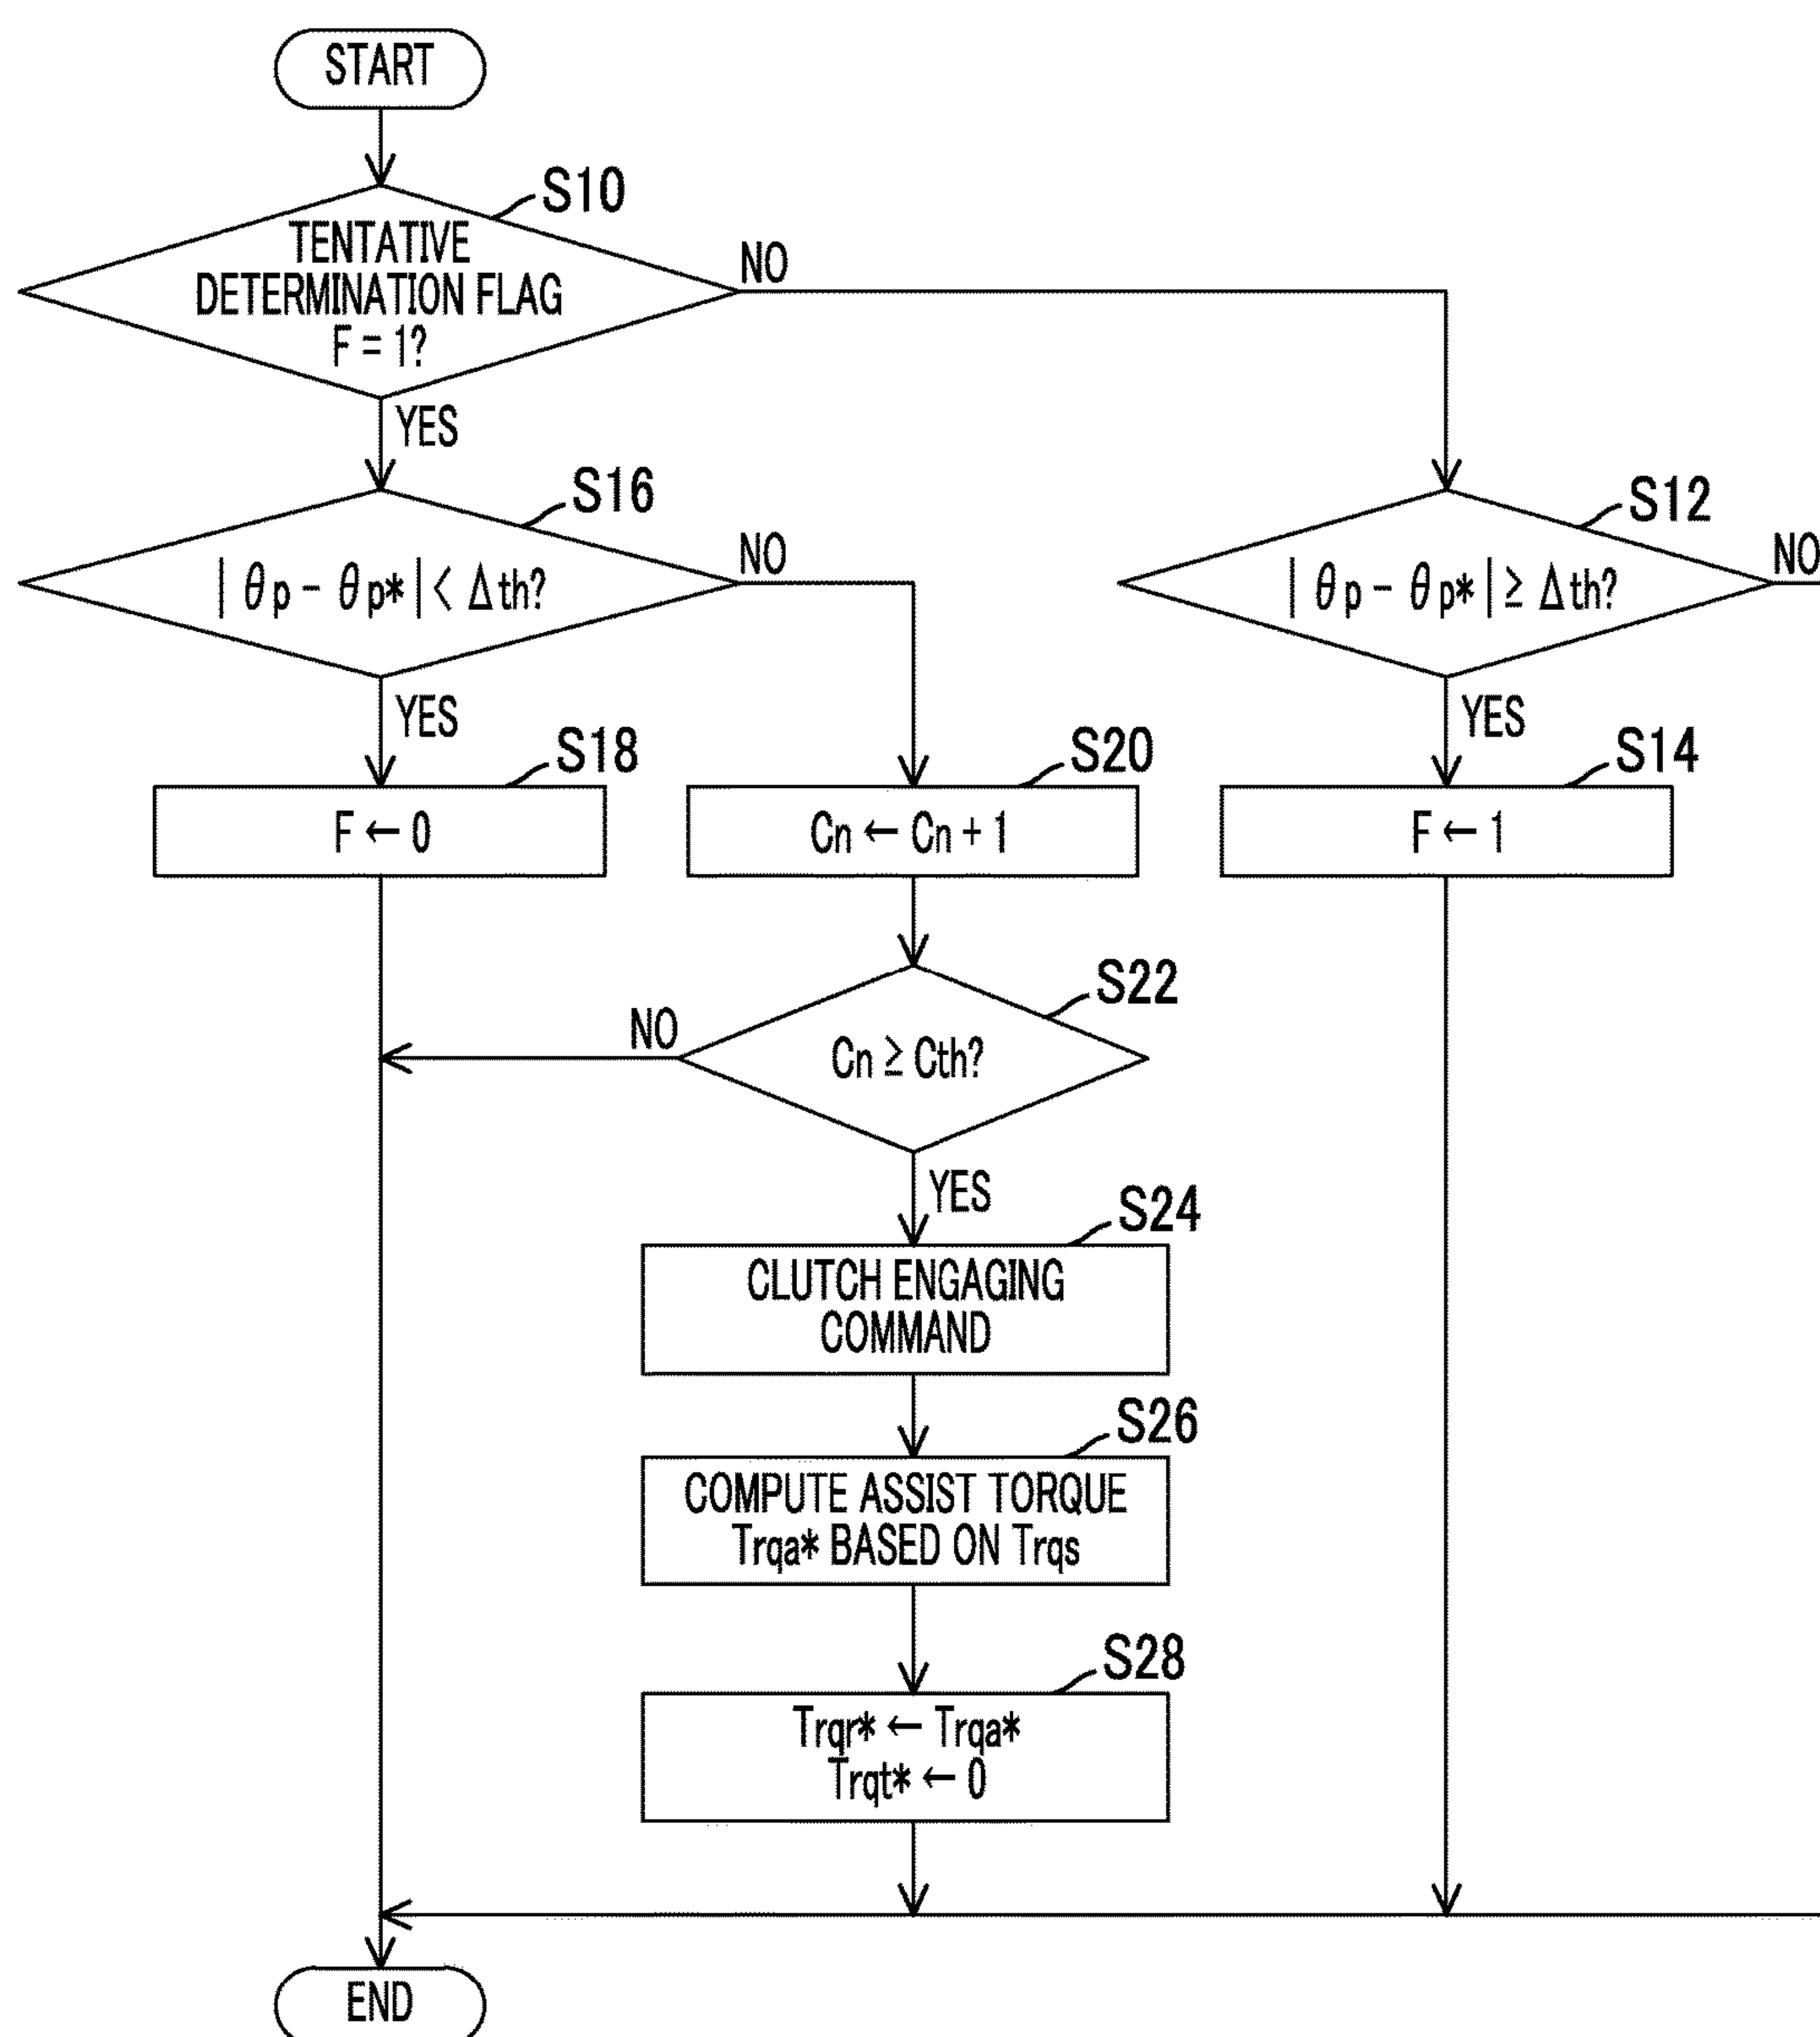 START
S10
TENTATIVE
DETERMINATION FLAG
F = 1?
NO
YES
S16
| θp - θp* | < Δth?
NO
S12
| θp - θp* | ≥ Δth?
NO
YES
YES
S18
F ← 0
S20
Cn ← Cn + 1
S14
F ← 1
S22
Cn ≥ Cth?
NO
YES
S24
CLUTCH ENGAGING
COMMAND
S26
COMPUTE ASSIST TORQUE
Trqa* BASED ON Trqs
S28
Trqr* ← Trqa*
Trqt* ← 0
END